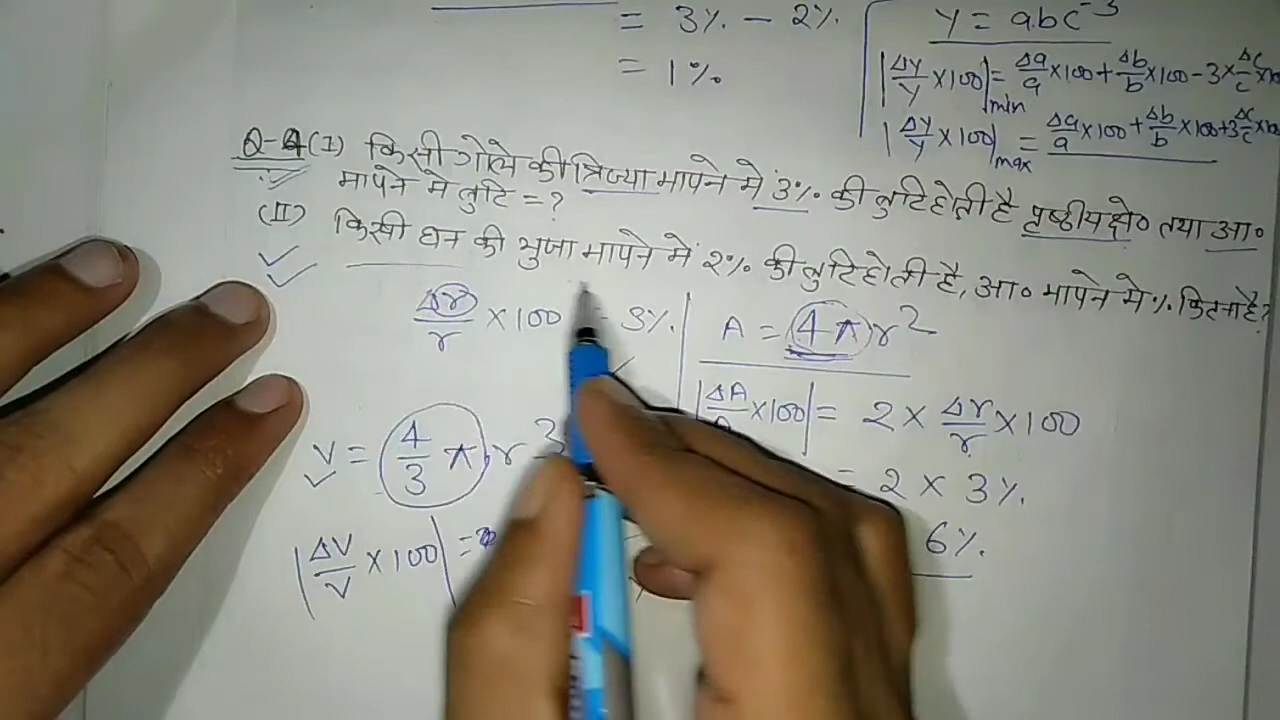 = 3% - 2%
= 1%
y = abc⁻³
|Δy/y ×100|min = Δa/a ×100 + Δb/b ×100 - 3× Δc/c ×10
|Δy/y ×100|max = Δa/a ×100 + Δb/b ×100 + 3 Δc/c ×10
Q-4(I) किसी गोले की त्रिज्या मापने में 3% की त्रुटि होती है पृष्ठीय क्षे० तथा आ०
मापने में त्रुटि = ?
(II) किसी घन की भुजा मापने में 2% की त्रुटि होती है, आ० मापने में % कितना है?
Δr/r ×100 = 3%
A = (4π)r²
|ΔA/A ×100| = 2 × Δr/r ×100
= 2 × 3%
6%
V = (4/3 π) r³
|ΔV/V ×100| =